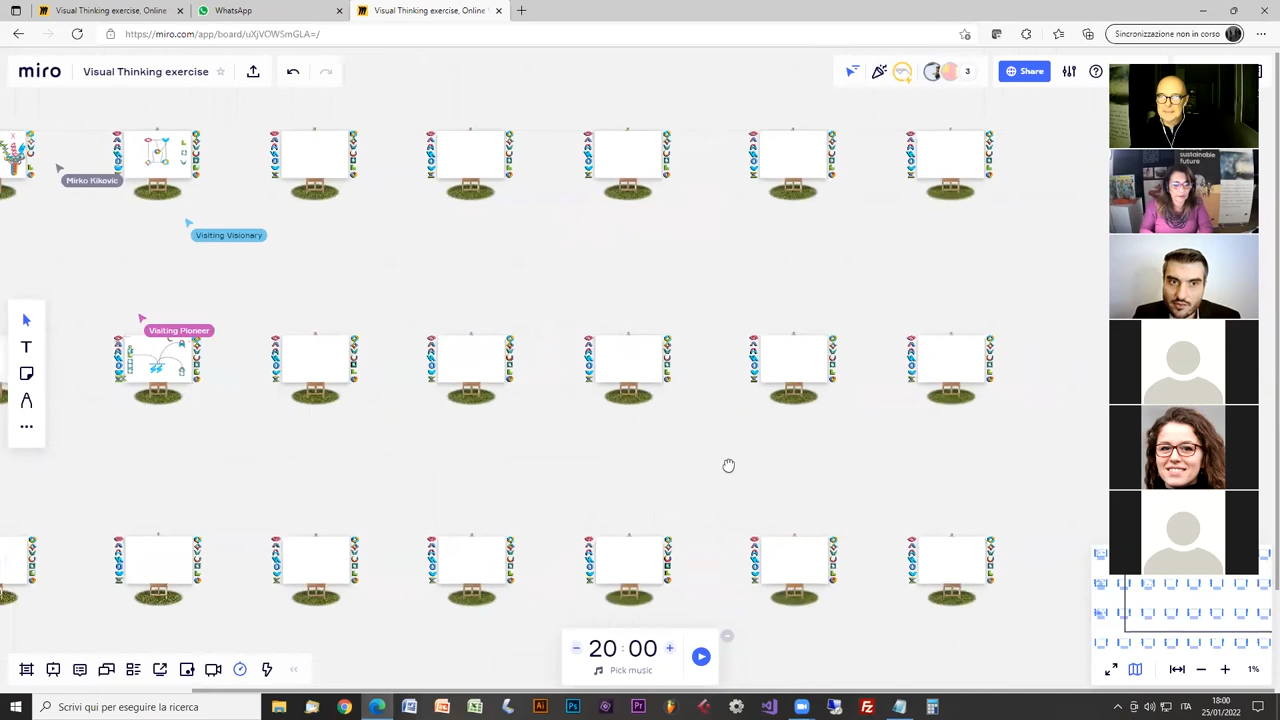 Visual Thinking exercise, Online
WhatsApp
Visual Thinking exercise, Online
https://miro.com/app/board/uXjVOWSmGLA=/
Sincronizzazione non in corso
miro
Visual Thinking exercise
3
Share
sustainable
future
Mirko Kikovic
Visiting Visionary
Visiting Pioneer
20 : 00
Pick music
1%
Scrivi qui per eseguire la ricerca
ITA
18:00
25/01/2022